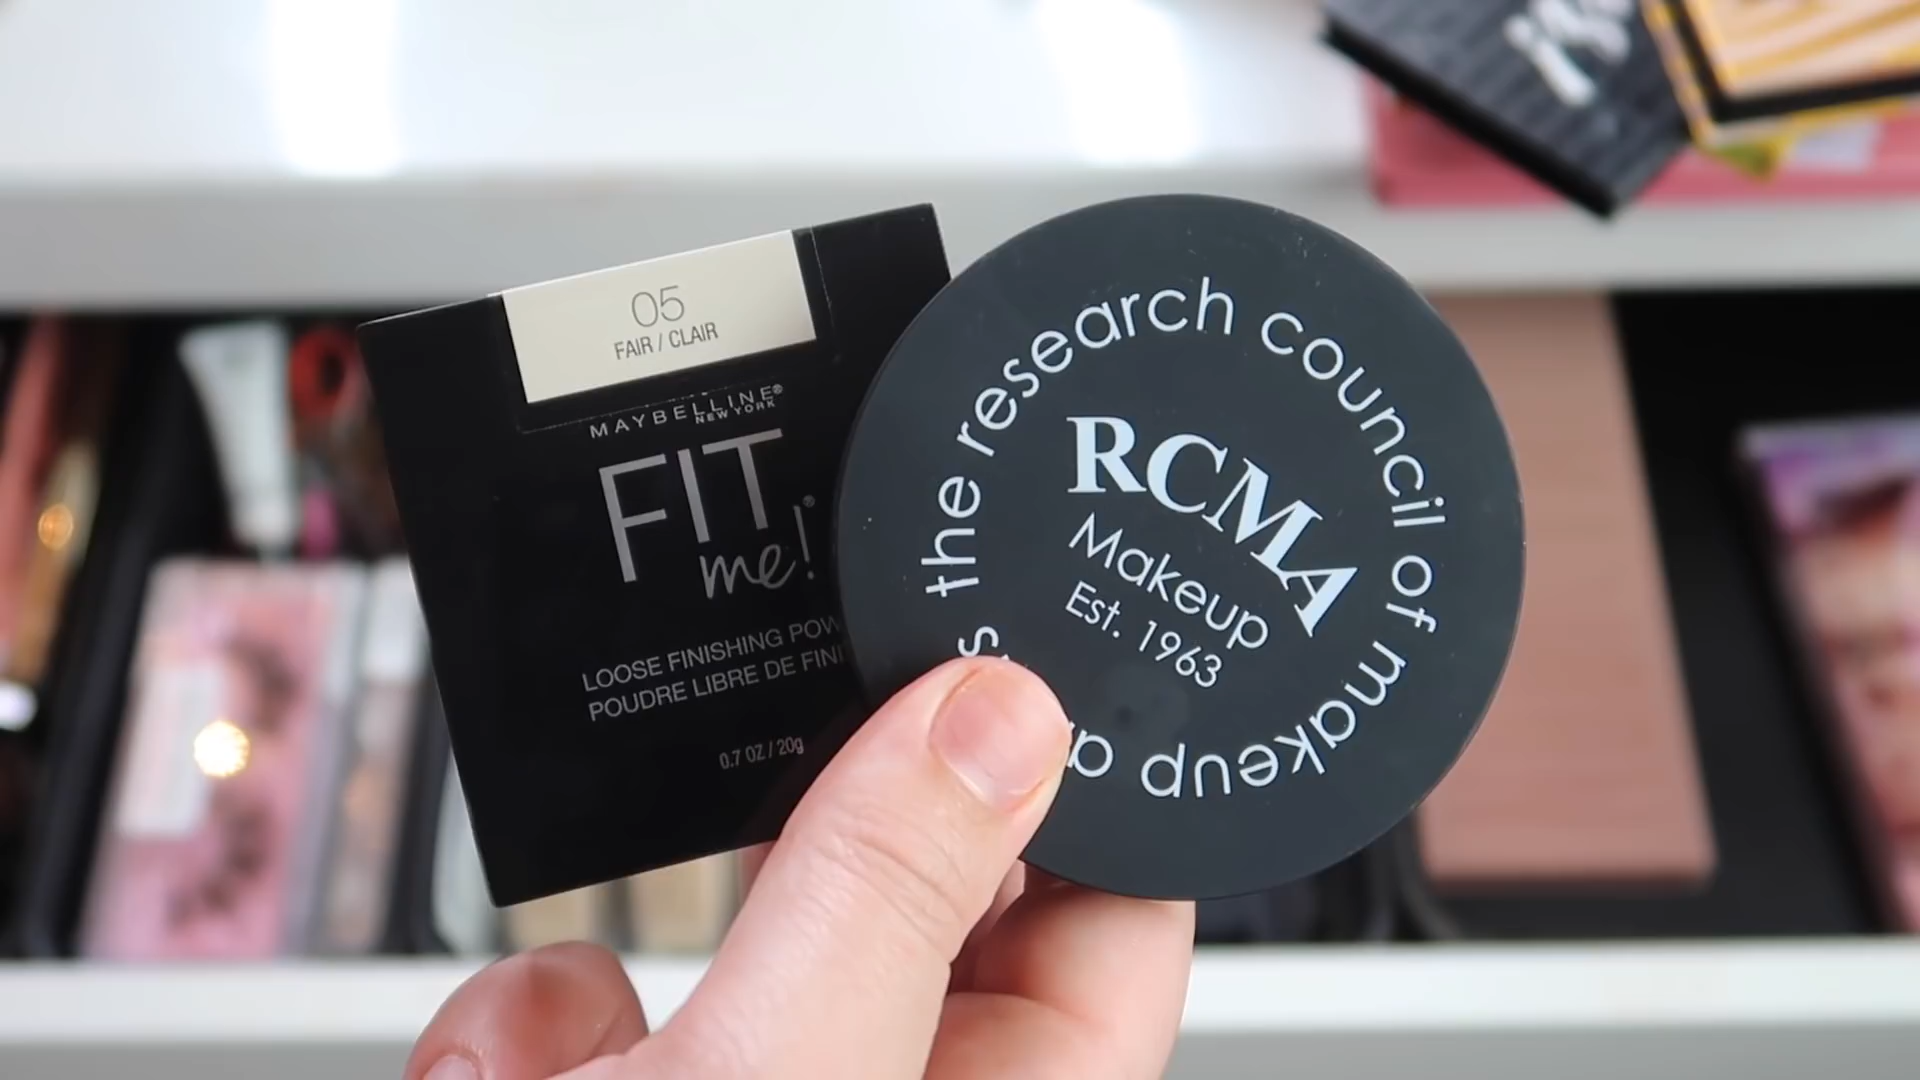 05
FAIR / CLAIR
MAYBELLINE®
NEW YORK
FIT
me!®
LOOSE FINISHING POW
POUDRE LIBRE DE FINI
0.7 OZ / 20g
the research council of makeup a s
RCMA
Makeup
Est. 1963